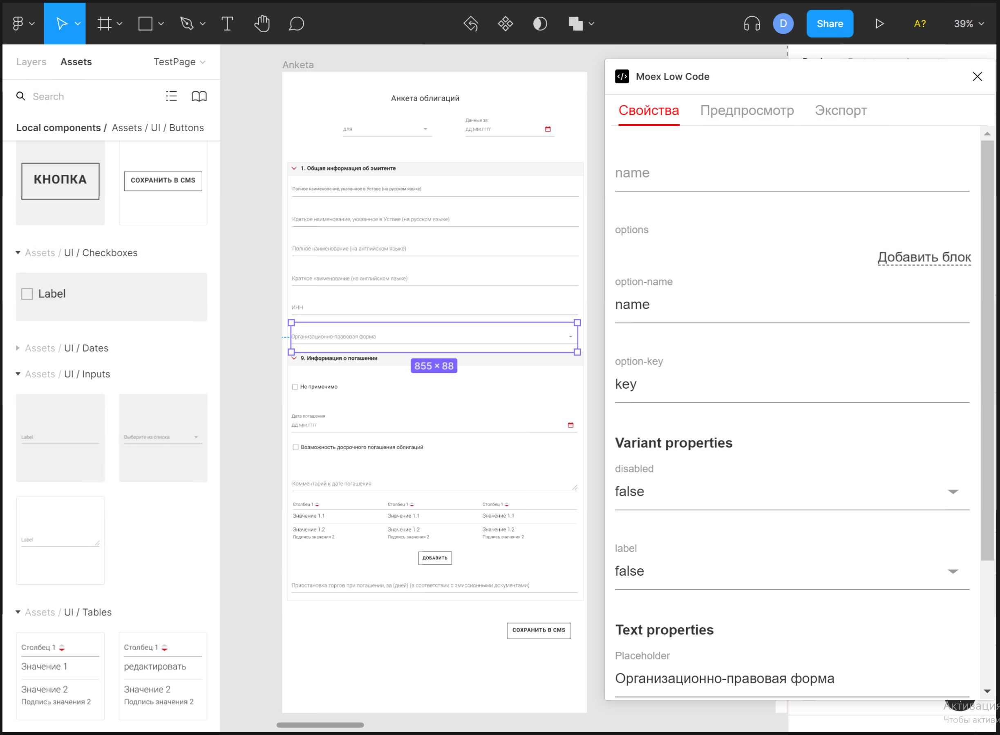 D
Share
A?
39%
Layers
Assets
TestPage
Search
Local components / Assets / UI / Buttons
КНОПКА
СОХРАНИТЬ В CMS
Assets / UI / Checkboxes
Label
Assets / UI / Dates
Assets / UI / Inputs
Label
Выберите из списка
Label
Assets / UI / Tables
Столбец 1
Значение 1
Значение 2
Подпись значения 2
Столбец 1
редактировать
Значение 2
Подпись значения 2
Anketa
Анкета облигаций
для
Данные за:
дд.мм.гггг
1. Общая информация об эмитенте
Полное наименование, указанное в Уставе (на русском языке)
Краткое наименование, указанное в Уставе (на русском языке)
Полное наименование (на английском языке)
Краткое наименование (на английском языке)
ИНН
Организационно-правовая форма
9. Информация о погашении
855 × 88
Не применимо
Дата погашения
дд.мм.гггг
Возможность досрочного погашения облигаций
Комментарий к дате погашения
Столбец 1 Столбец 1 Столбец 1
Значение 1.1 Значение 1.1 Значение 1.1
Значение 1.2 Значение 1.2 Значение 1.2
Подпись значения 2 Подпись значения 2 Подпись значения 2
ДОБАВИТЬ
Приостановка торгов при погашении, за (дней) (в соответствии с эмиссионными документами)
СОХРАНИТЬ В CMS
Moex Low Code
Свойства
Предпросмотр
Экспорт
name
options
Добавить блок
option-name
name
option-key
key
Variant properties
disabled
false
label
false
Text properties
Placeholder
Организационно-правовая форма
Активация
Чтобы активи